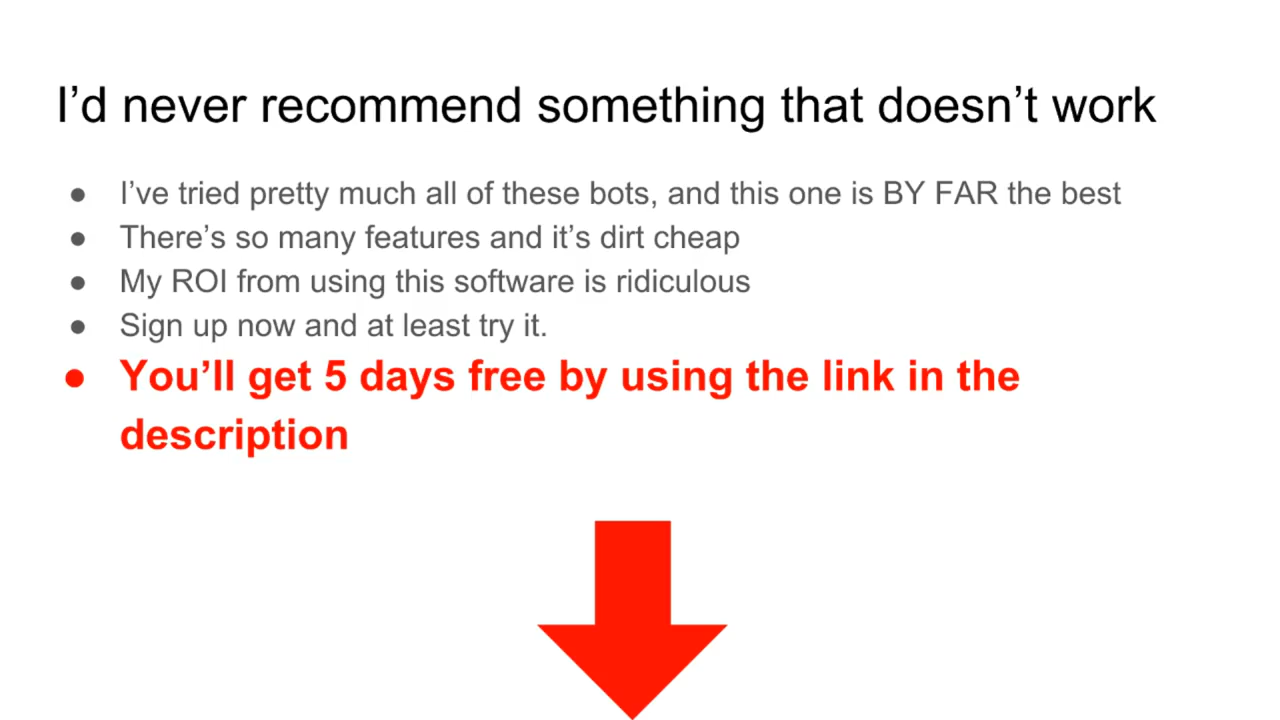 I’d never recommend something that doesn’t work
● I’ve tried pretty much all of these bots, and this one is BY FAR the best
● There’s so many features and it’s dirt cheap
● My ROI from using this software is ridiculous
● Sign up now and at least try it.
● You’ll get 5 days free by using the link in the
description